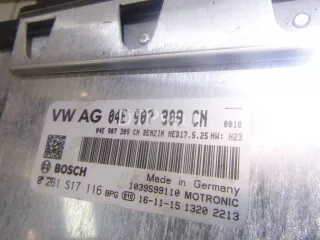 VW AG 04E 907 309 CN 0010
04E 907 309 CN BENZIN MED17.5.25 HW: H23
BOSCH Made in Germany
1039S99110 MOTRONIC
0 261 S17 116 BPG 010 16-11-15 1320 2213